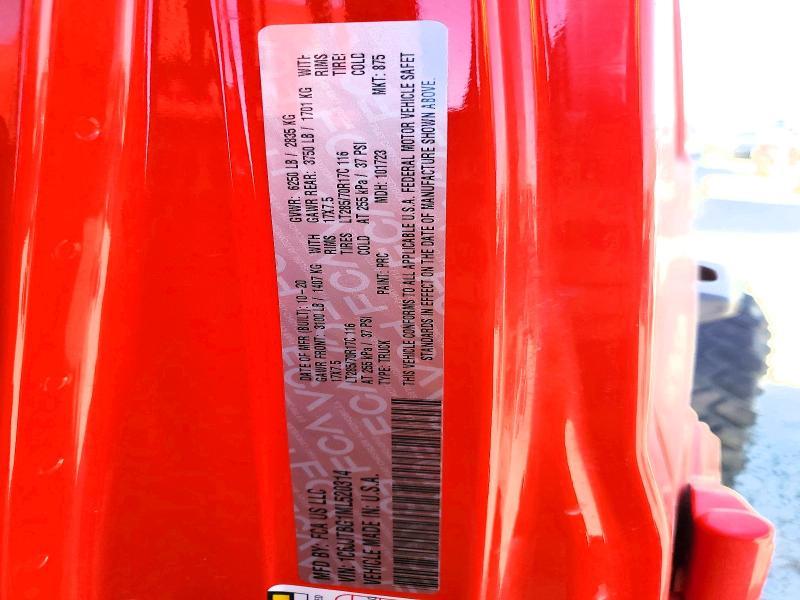 MFD BY: FCA US LLC
DATE OF MFR (BUILT): 10-20
GVWR: 6250 LB / 2835 KG
GAWR FRONT: 3100 LB / 1407 KG WITH
GAWR REAR: 3750 LB / 1701 KG WITH
17X7.5 RIMS
17X7.5 RIMS
LT285/70R17C 116 TIRES
LT285/70R17C 116 TIRES
AT 255 kPa / 37 PSI COLD
AT 255 kPa / 37 PSI COLD
VIN: 1C6JJTBG1ML520314
TYPE: TRUCK PAINT: PRC MDH: 101723 MKT: 875
VEHICLE MADE IN: U.S.A.
THIS VEHICLE CONFORMS TO ALL APPLICABLE U.S.A. FEDERAL MOTOR VEHICLE SAFET
STANDARDS IN EFFECT ON THE DATE OF MANUFACTURE SHOWN ABOVE.